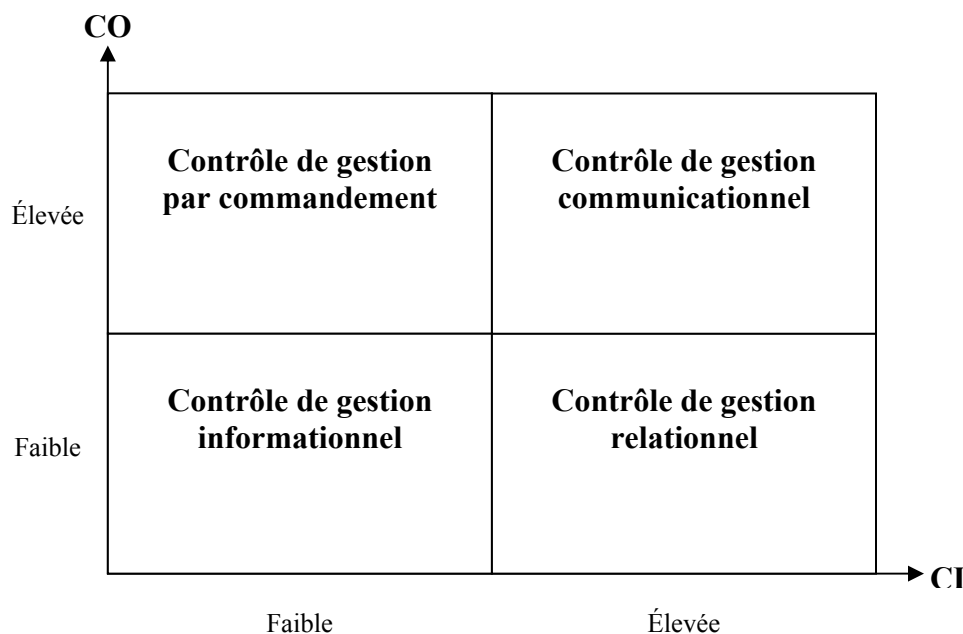 CO
Contrôle de gestion
par commandement
Contrôle de gestion
communicationnel
Élevée
Contrôle de gestion
informationnel
Contrôle de gestion
relationnel
Faible
CI
Faible
Élevée